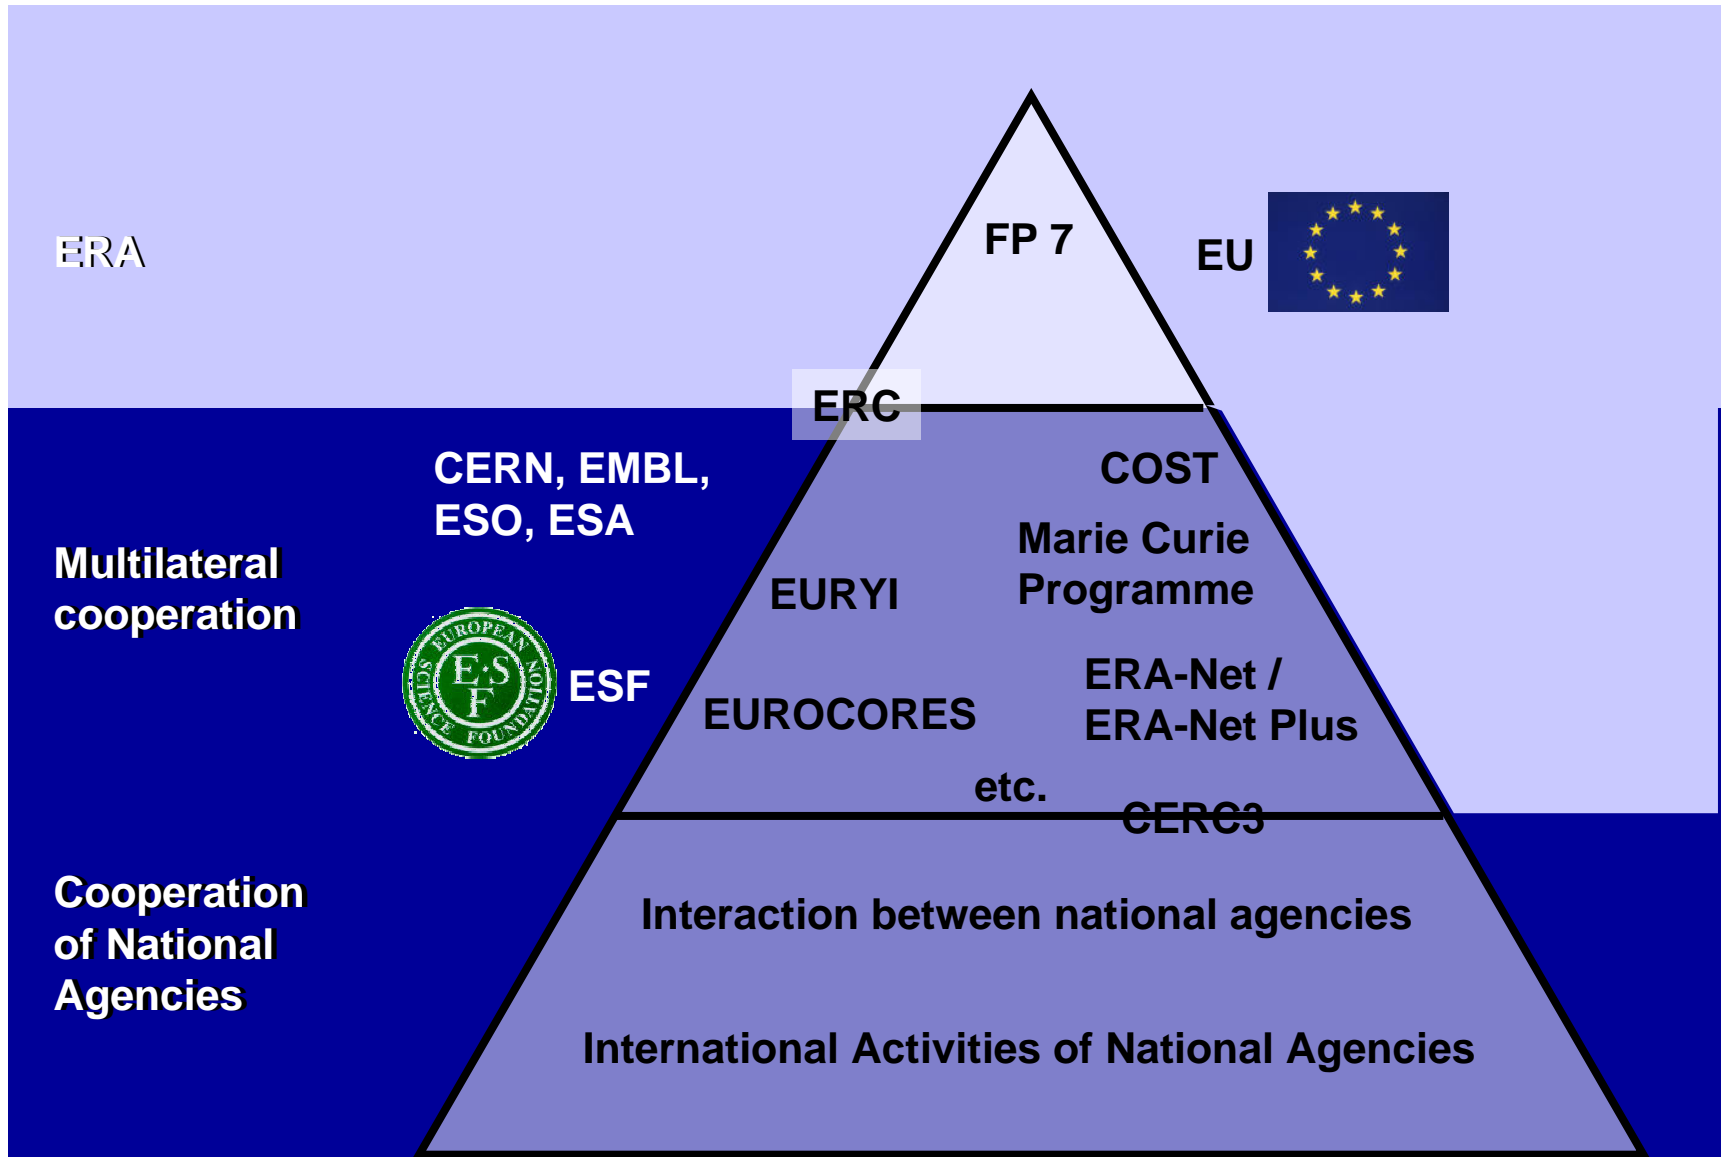 FP 7
ERA
EU
ERC
CERN, EMBL,
ESO, ESA
COST
Multilateral
cooperation
Marie Curie
Programme
EURYI
EUROPEAN SCIENCE FOUNDATION
E·S
F
ESF
ERA-Net /
ERA-Net Plus
EUROCORES
etc.
CERC3
Cooperation
of National
Agencies
Interaction between national agencies
International Activities of National Agencies